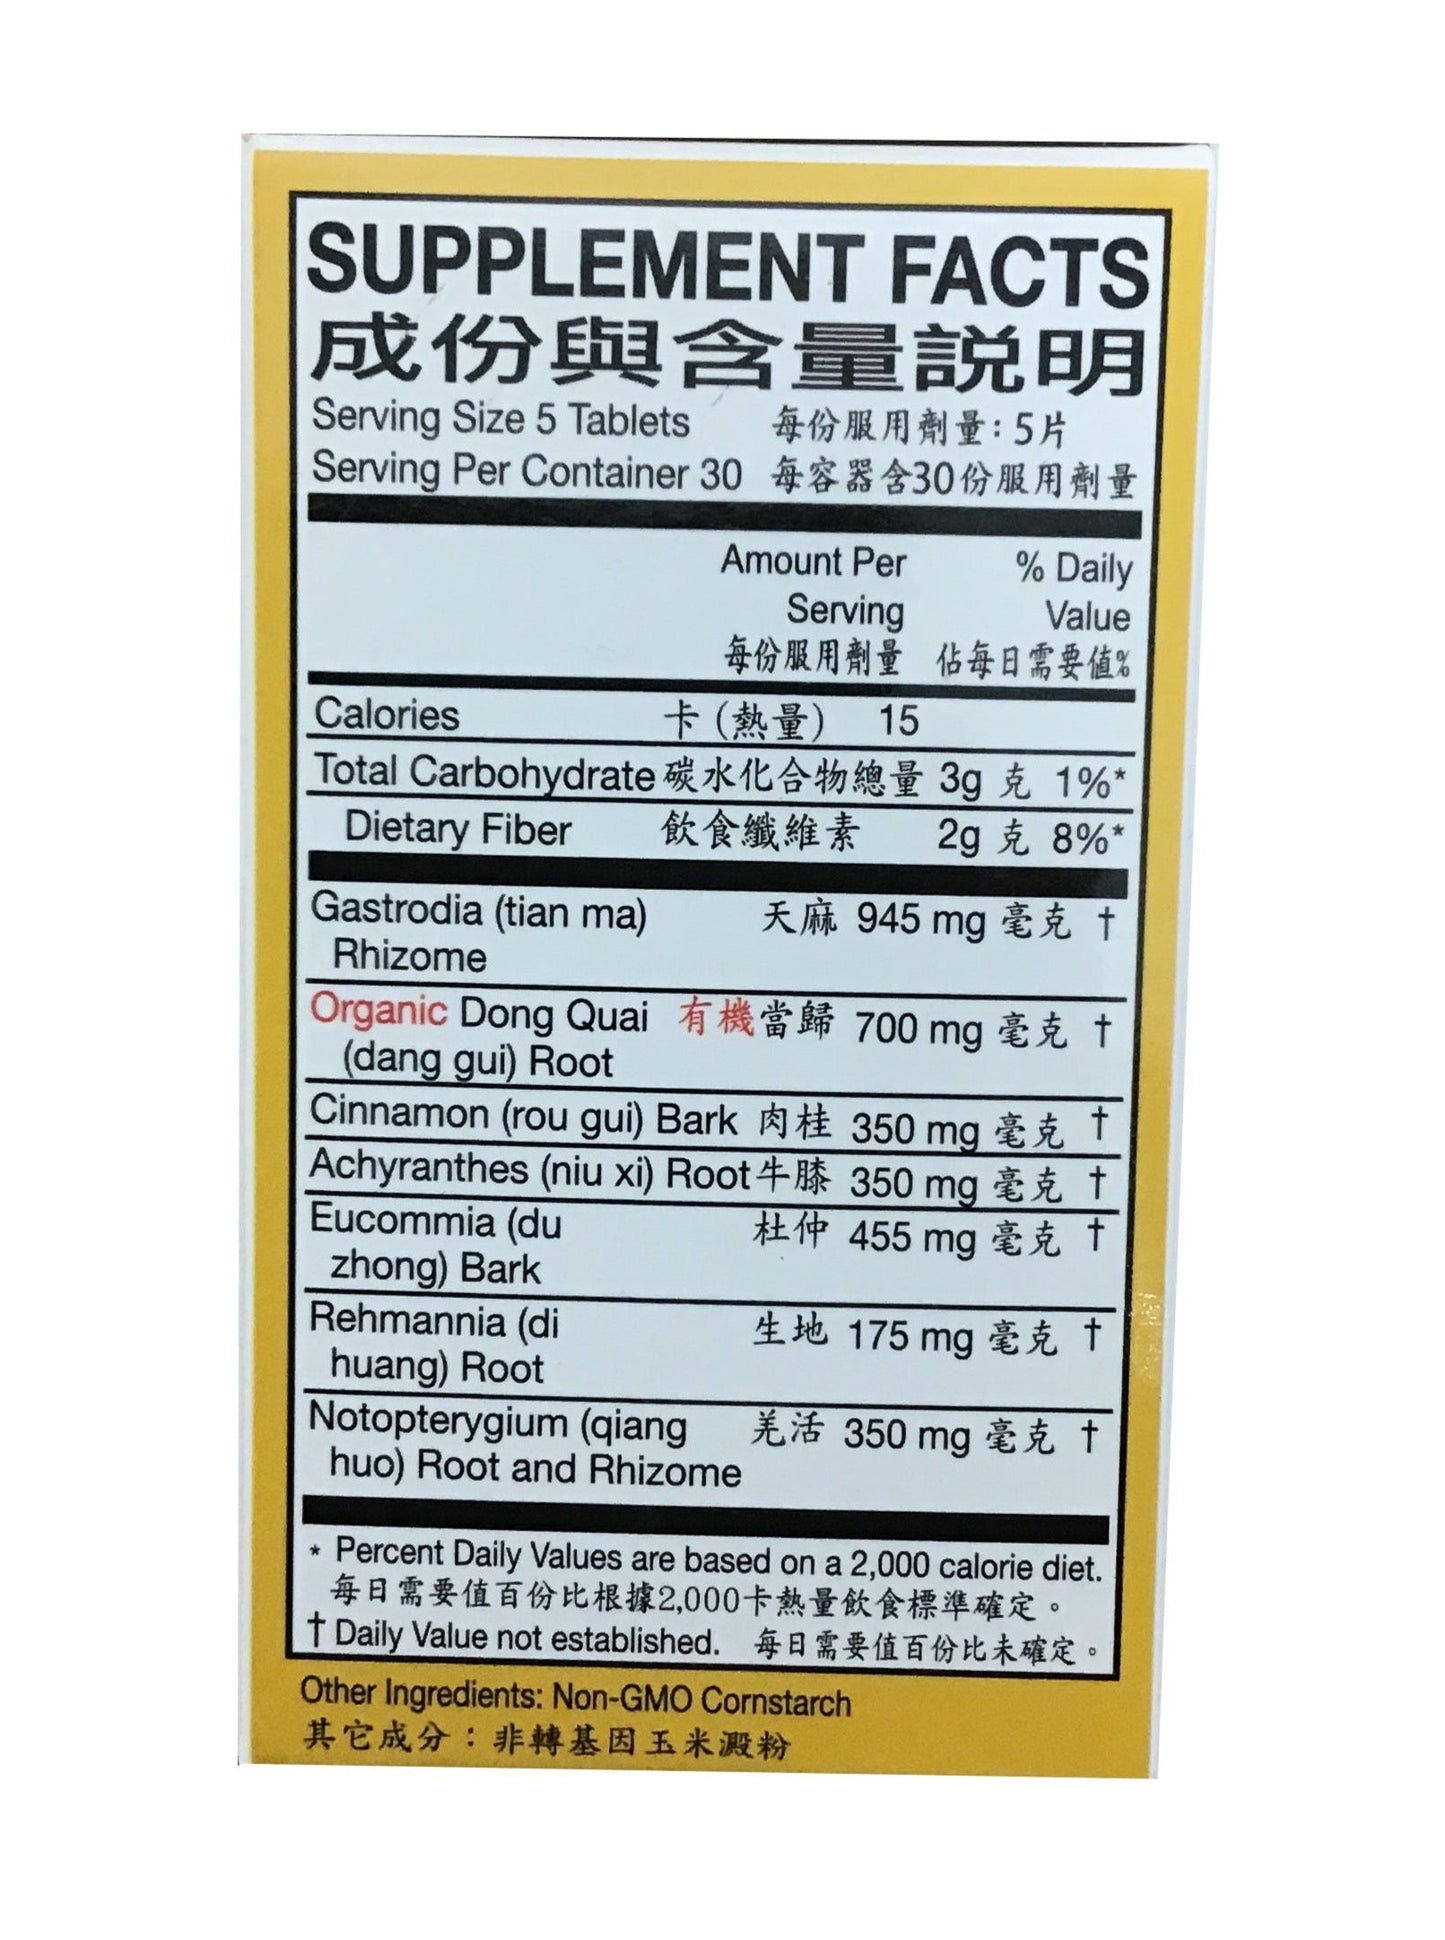 SUPPLEMENT FACTS
成份與含量説明
Serving Size 5 Tablets 每份服用劑量：5片
Serving Per Container 30 每容器含30份服用劑量
Amount Per % Daily
Serving Value
每份服用劑量 佔每日需要值%
Calories 卡（熱量） 15
Total Carbohydrate 碳水化合物總量 3g 克 1%*
Dietary Fiber 飲食纖維素 2g 克 8%*
Gastrodia (tian ma) 天麻 945 mg 毫克 †
Rhizome
Organic Dong Quai 有機當歸 700 mg 毫克 †
(dang gui) Root
Cinnamon (rou gui) Bark 肉桂 350 mg 毫克 †
Achyranthes (niu xi) Root 牛膝 350 mg 毫克 †
Eucommia (du 杜仲 455 mg 毫克 †
zhong) Bark
Rehmannia (di 生地 175 mg 毫克 †
huang) Root
Notopterygium (qiang 羌活 350 mg 毫克 †
huo) Root and Rhizome
* Percent Daily Values are based on a 2,000 calorie diet.
每日需要值百份比根據2,000卡熱量飲食標準確定。
† Daily Value not established. 每日需要值百份比未確定。
Other Ingredients: Non-GMO Cornstarch
其它成分：非轉基因玉米澱粉